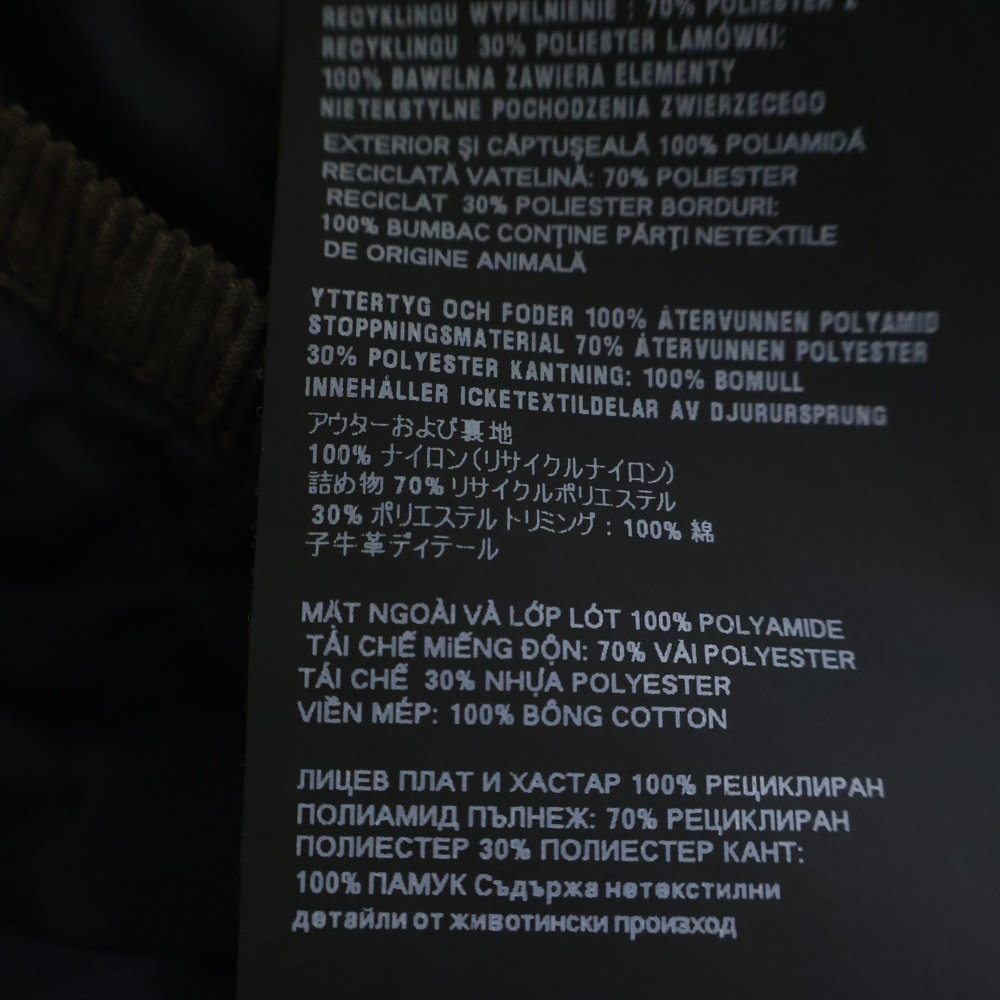 RECYKLINGU WYPEŁNIENIE : 70% POLIESTER Z
RECYKLINGU 30% POLIESTER LAMÓWKI:
100% BAWEŁNA ZAWIERA ELEMENTY
NIETEKSTYLNE POCHODZENIA ZWIERZECEGO
EXTERIOR ȘI CĂPTUȘEALĂ 100% POLIAMIDĂ
RECICLATĂ VATELINĂ: 70% POLIESTER
RECICLAT 30% POLIESTER BORDURI:
100% BUMBAC CONȚINE PĂRȚI NETEXTILE
DE ORIGINE ANIMALĂ
YTTERTYG OCH FODER 100% ÅTERVUNNEN POLYAMID
STOPPNINGSMATERIAL 70% ÅTERVUNNEN POLYESTER
30% POLYESTER KANTNING: 100% BOMULL
INNEHÅLLER ICKETEXTILDELAR AV DJURURSPRUNG
アウターおよび裏地
100% ナイロン(リサイクルナイロン)
詰め物 70% リサイクルポリエステル
30% ポリエステル トリミング : 100% 綿
子牛革ディテール
MẶT NGOÀI VÀ LỚP LÓT 100% POLYAMIDE
TÁI CHẾ MiẾNG ĐỘN: 70% VẢI POLYESTER
TÁI CHẾ 30% NHỰA POLYESTER
VIỀN MÉP: 100% BÔNG COTTON
ЛИЦЕВ ПЛАТ И ХАСТАР 100% РЕЦИКЛИРАН
ПОЛИАМИД ПЪЛНЕЖ: 70% РЕЦИКЛИРАН
ПОЛИЕСТЕР 30% ПОЛИЕСТЕР КАНТ:
100% ПАМУК Съдържа нетекстилни
детайли от животински произход